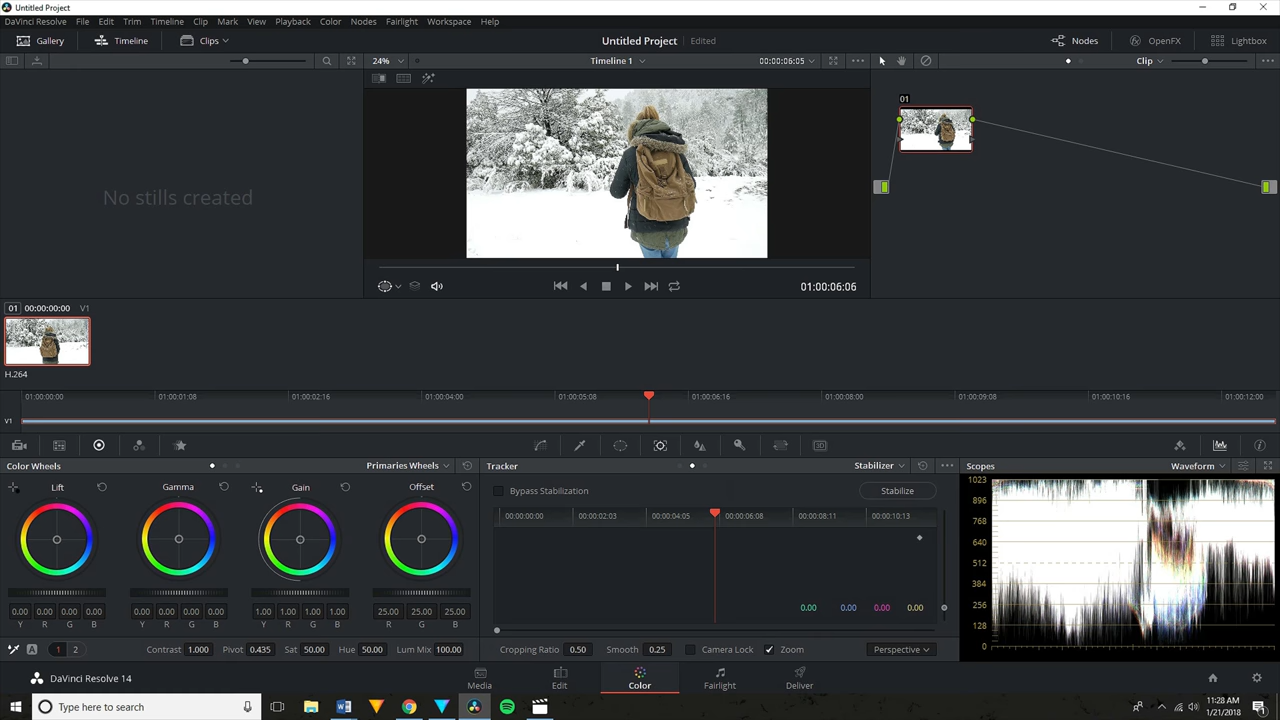 Untitled Project
DaVinci Resolve File Edit Trim Timeline Clip Mark View Playback Color Nodes Fairlight Workspace Help
Gallery Timeline Clips Untitled Project Edited Nodes OpenFX Lightbox
24% Timeline 1 00:00:06:05 Clip
01
No stills created
01:00:06:06
01 00:00:00:00 V1
H.264
01:00:00:00 01:00:01:08 01:00:02:16 01:00:04:00 01:00:05:08 01:00:06:16 01:00:08:00 01:00:09:08 01:00:10:16 01:00:12:00
V1
Color Wheels Primaries Wheels Tracker Stabilizer Scopes Waveform
Lift Gamma Gain Offset
Bypass Stabilization Stabilize
00:00:00:00 00:00:02:03 00:00:04:05 00:00:06:08 00:00:08:11 00:00:10:13
1023
896
768
640
512
384
256
128
0
0.00 0.00 0.00 0.00 0.00 0.00 0.00 0.00 1.00 1.00 1.00 1.00 25.00 25.00 25.00
0.00 0.00 0.00 0.00
Y R G B Y R G B Y R G B R G B
A 1 2 Contrast 1.000 Pivot 0.435 Sat 50.00 Hue 50.00 Lum Mix 100.00
Cropping Ratio 0.50 Smooth 0.25 Camera Lock Zoom Perspective
DaVinci Resolve 14 Media Edit Color Fairlight Deliver
Type here to search
11:28 AM
1/21/2018
1